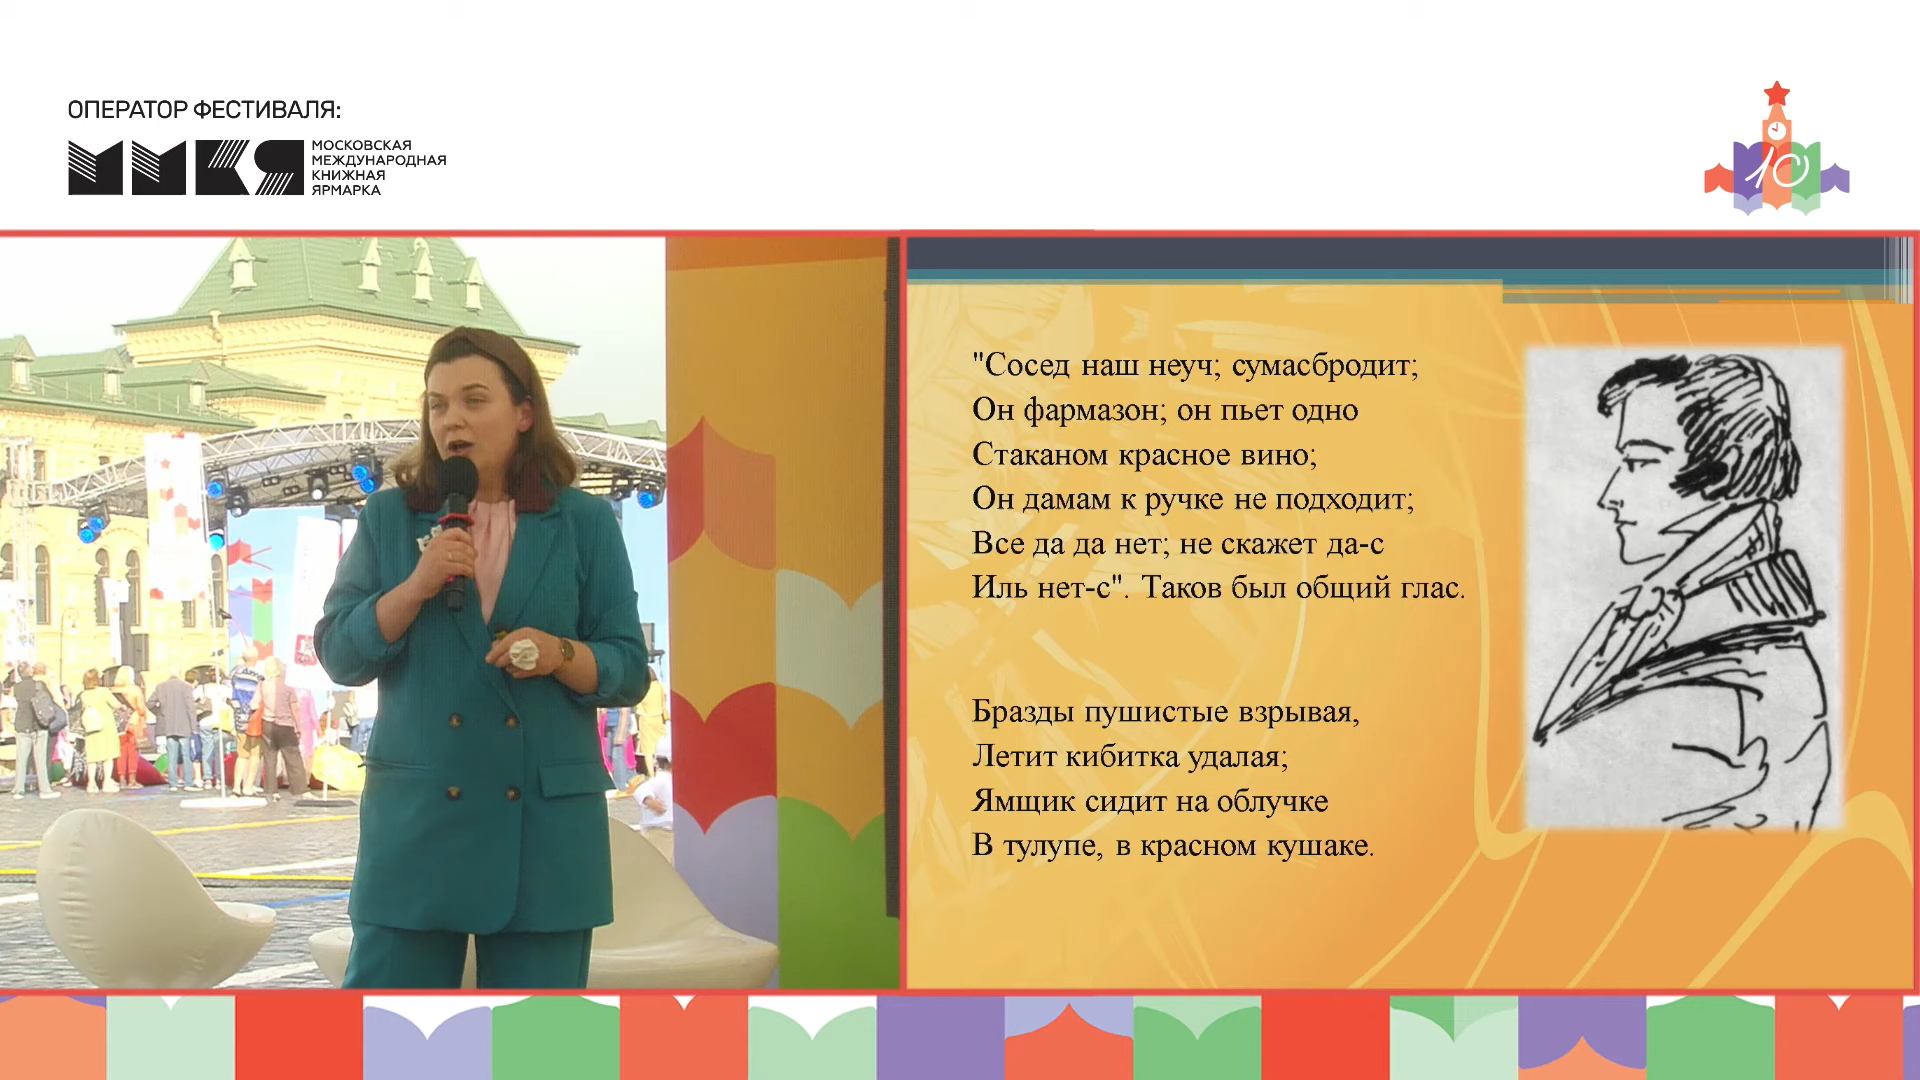 ОПЕРАТОР ФЕСТИВАЛЯ:
ММКЯ
МОСКОВСКАЯ
МЕЖДУНАРОДНАЯ
КНИЖНАЯ
ЯРМАРКА
10
"Сосед наш неуч; сумасбродит;
Он фармазон; он пьет одно
Стаканом красное вино;
Он дамам к ручке не подходит;
Все да да нет; не скажет да-с
Иль нет-с". Таков был общий глас.
Бразды пушистые взрывая,
Летит кибитка удалая;
Ямщик сидит на облучке
В тулупе, в красном кушаке.